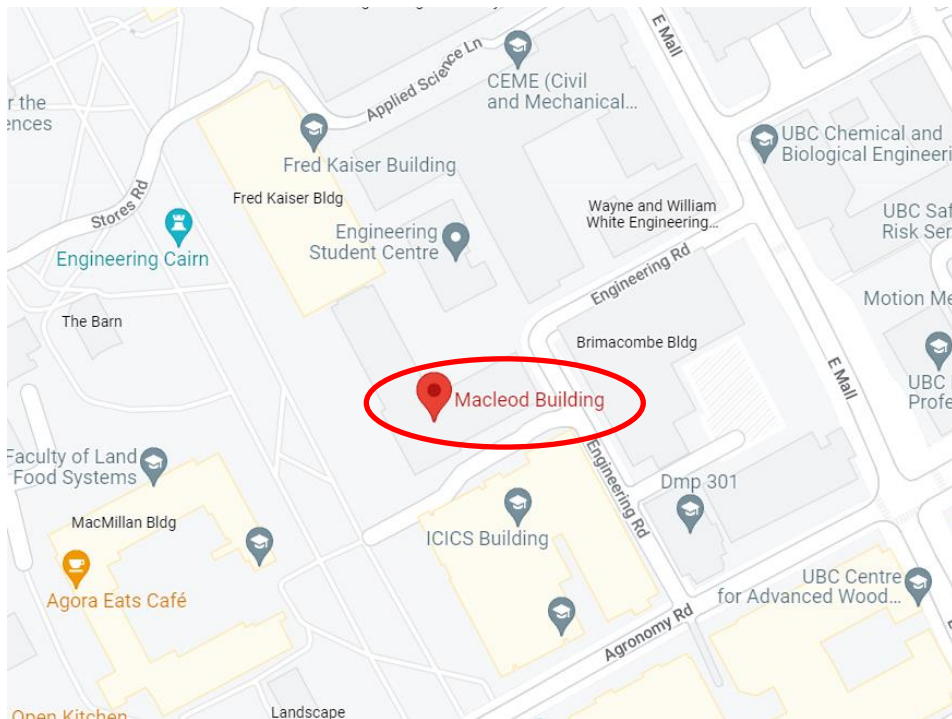 E Mall
Applied Science Ln
CEME (Civil
and Mechanical...
r the
ences
Fred Kaiser Building
UBC Chemical and
Biological Engineeri
Stores Rd
Fred Kaiser Bldg
Wayne and William
White Engineering...
UBC Saf
Risk Ser
Engineering
Student Centre
Engineering Cairn
Engineering Rd
Motion Me
The Barn
Brimacombe Bldg
E Mall
UBC
Profe
Macleod Building
Faculty of Land
Food Systems
Engineering Rd
Dmp 301
MacMillan Bldg
ICICS Building
Agora Eats Café
UBC Centre
for Advanced Wood...
Agronomy Rd
Landscape
Open Kitchen